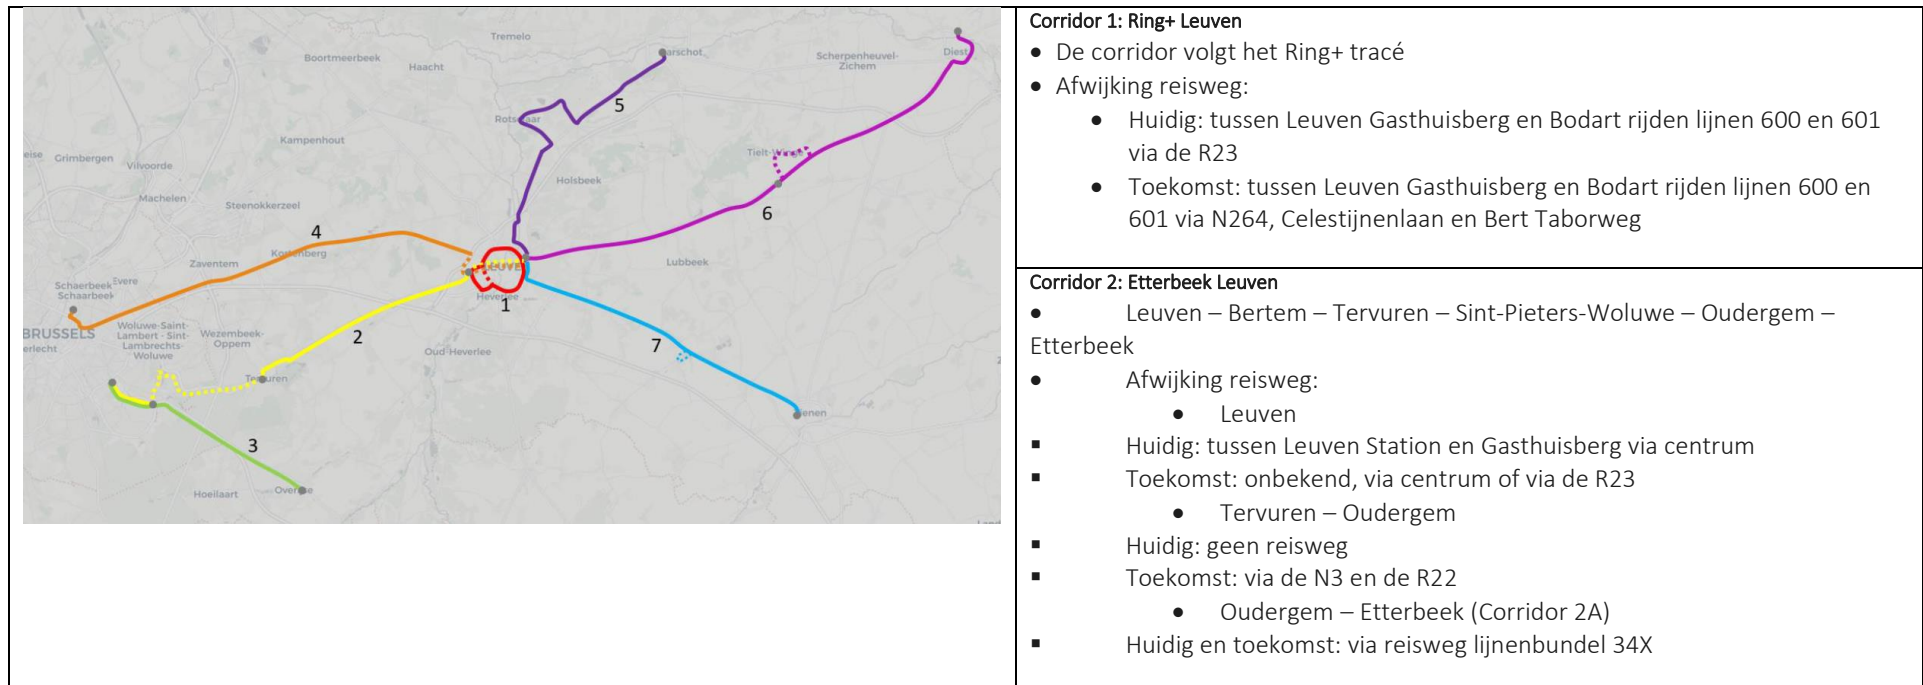 Tremelo
Boortmeerbeek
Haacht
arschot
Scherpenheuvel-
Zichem
Diest
5
Rots aar
Kampenhout
eise
Grimbergen
Vilvoorde
Tielt-Winge
Holsbeek
Machelen
Steenokkerzeel
6
4
Kortenberg
Zaventem
Lubbeek
Schaerbeek
Schaarbeek
Evere
Heverlee
1
BRUSSELS
erlecht
Woluwe-Saint-
Lambert - Sint-
Lambrechts-
Woluwe
Wezembeek-
Oppem
2
Oud-Heverlee
7
Tervuren
ienen
3
Hoeilaart
Overijse
Corridor 1: Ring+ Leuven
• De corridor volgt het Ring+ tracé
• Afwijking reisweg:
• Huidig: tussen Leuven Gasthuisberg en Bodart rijden lijnen 600 en 601
via de R23
• Toekomst: tussen Leuven Gasthuisberg en Bodart rijden lijnen 600 en
601 via N264, Celestijnenlaan en Bert Taborweg
Corridor 2: Etterbeek Leuven
• Leuven – Bertem – Tervuren – Sint-Pieters-Woluwe – Oudergem –
Etterbeek
• Afwijking reisweg:
• Leuven
▪ Huidig: tussen Leuven Station en Gasthuisberg via centrum
▪ Toekomst: onbekend, via centrum of via de R23
• Tervuren – Oudergem
▪ Huidig: geen reisweg
▪ Toekomst: via de N3 en de R22
• Oudergem – Etterbeek (Corridor 2A)
▪ Huidig en toekomst: via reisweg lijnenbundel 34X